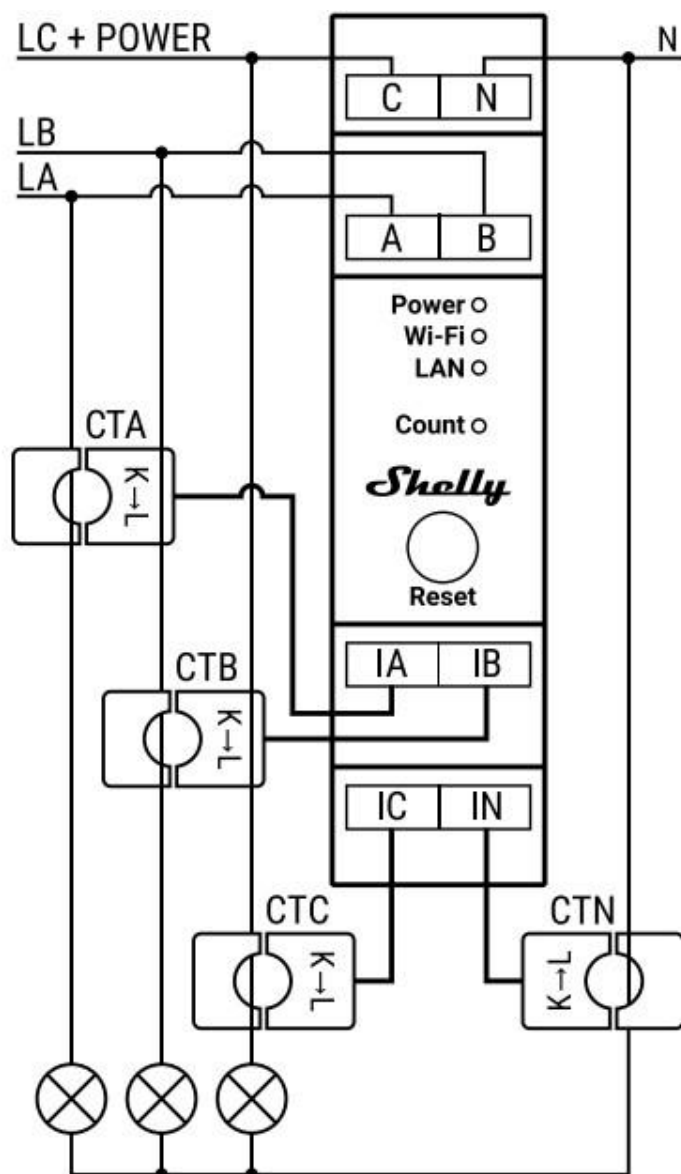 LC + POWER
N
C
N
LB
LA
A
B
Power
Wi-Fi
LAN
Count
CTA
K→L
Shelly
Reset
IA
IB
CTB
K→L
IC
IN
CTC
K→L
CTN
K→L